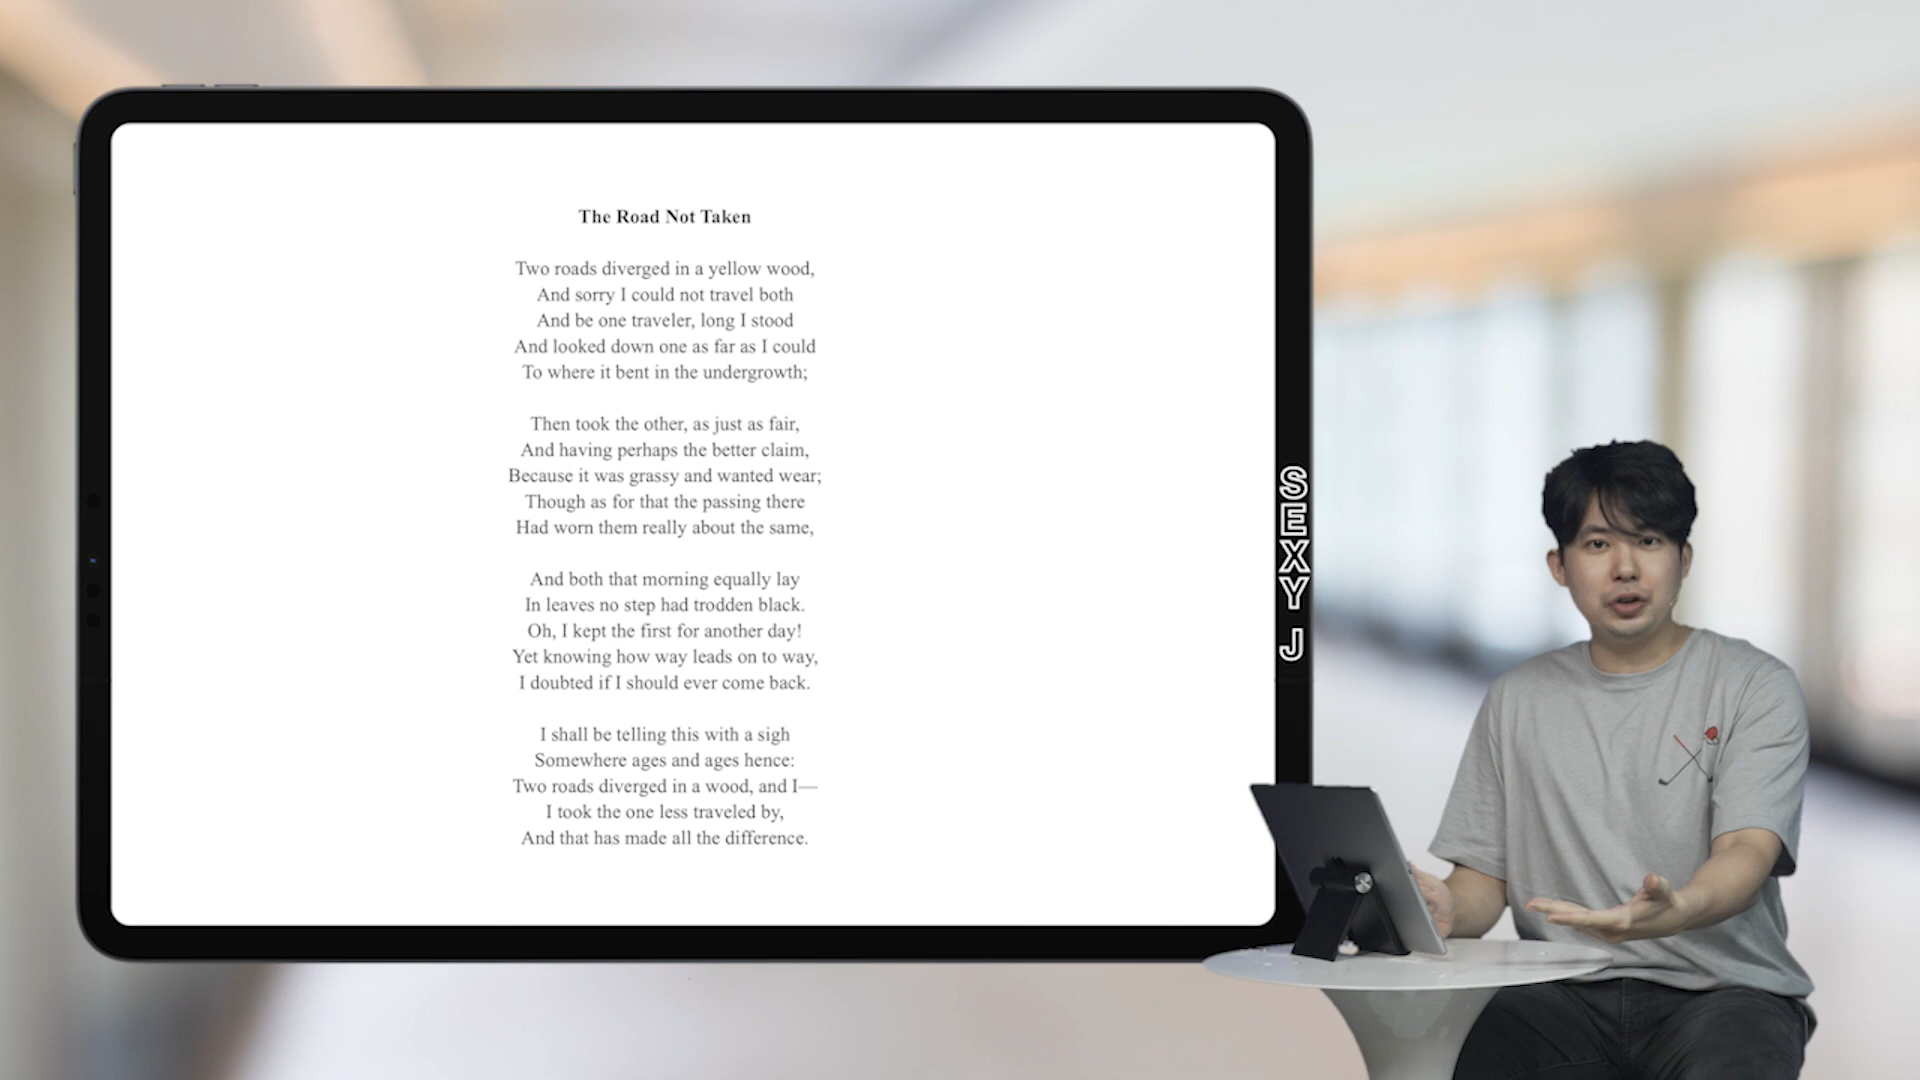 The Road Not Taken
Two roads diverged in a yellow wood,
And sorry I could not travel both
And be one traveler, long I stood
And looked down one as far as I could
To where it bent in the undergrowth;
Then took the other, as just as fair,
And having perhaps the better claim,
Because it was grassy and wanted wear;
Though as for that the passing there
Had worn them really about the same,
And both that morning equally lay
In leaves no step had trodden black.
Oh, I kept the first for another day!
Yet knowing how way leads on to way,
I doubted if I should ever come back.
I shall be telling this with a sigh
Somewhere ages and ages hence:
Two roads diverged in a wood, and I—
I took the one less traveled by,
And that has made all the difference.
SEXY J